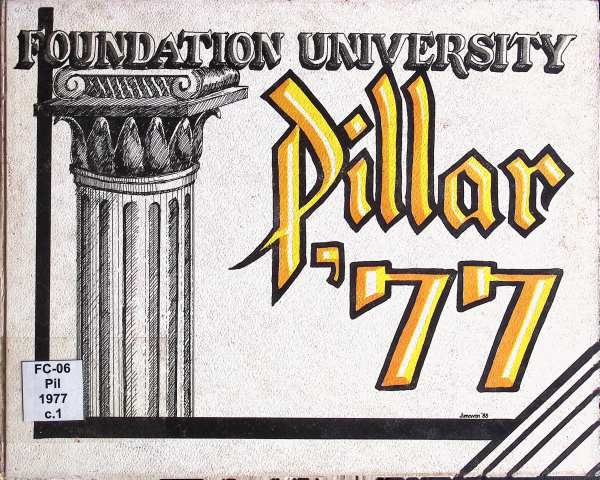 FOUNDATION UNIVERSITY
Pillar
'77
FC-06
Pil
1977
c.1